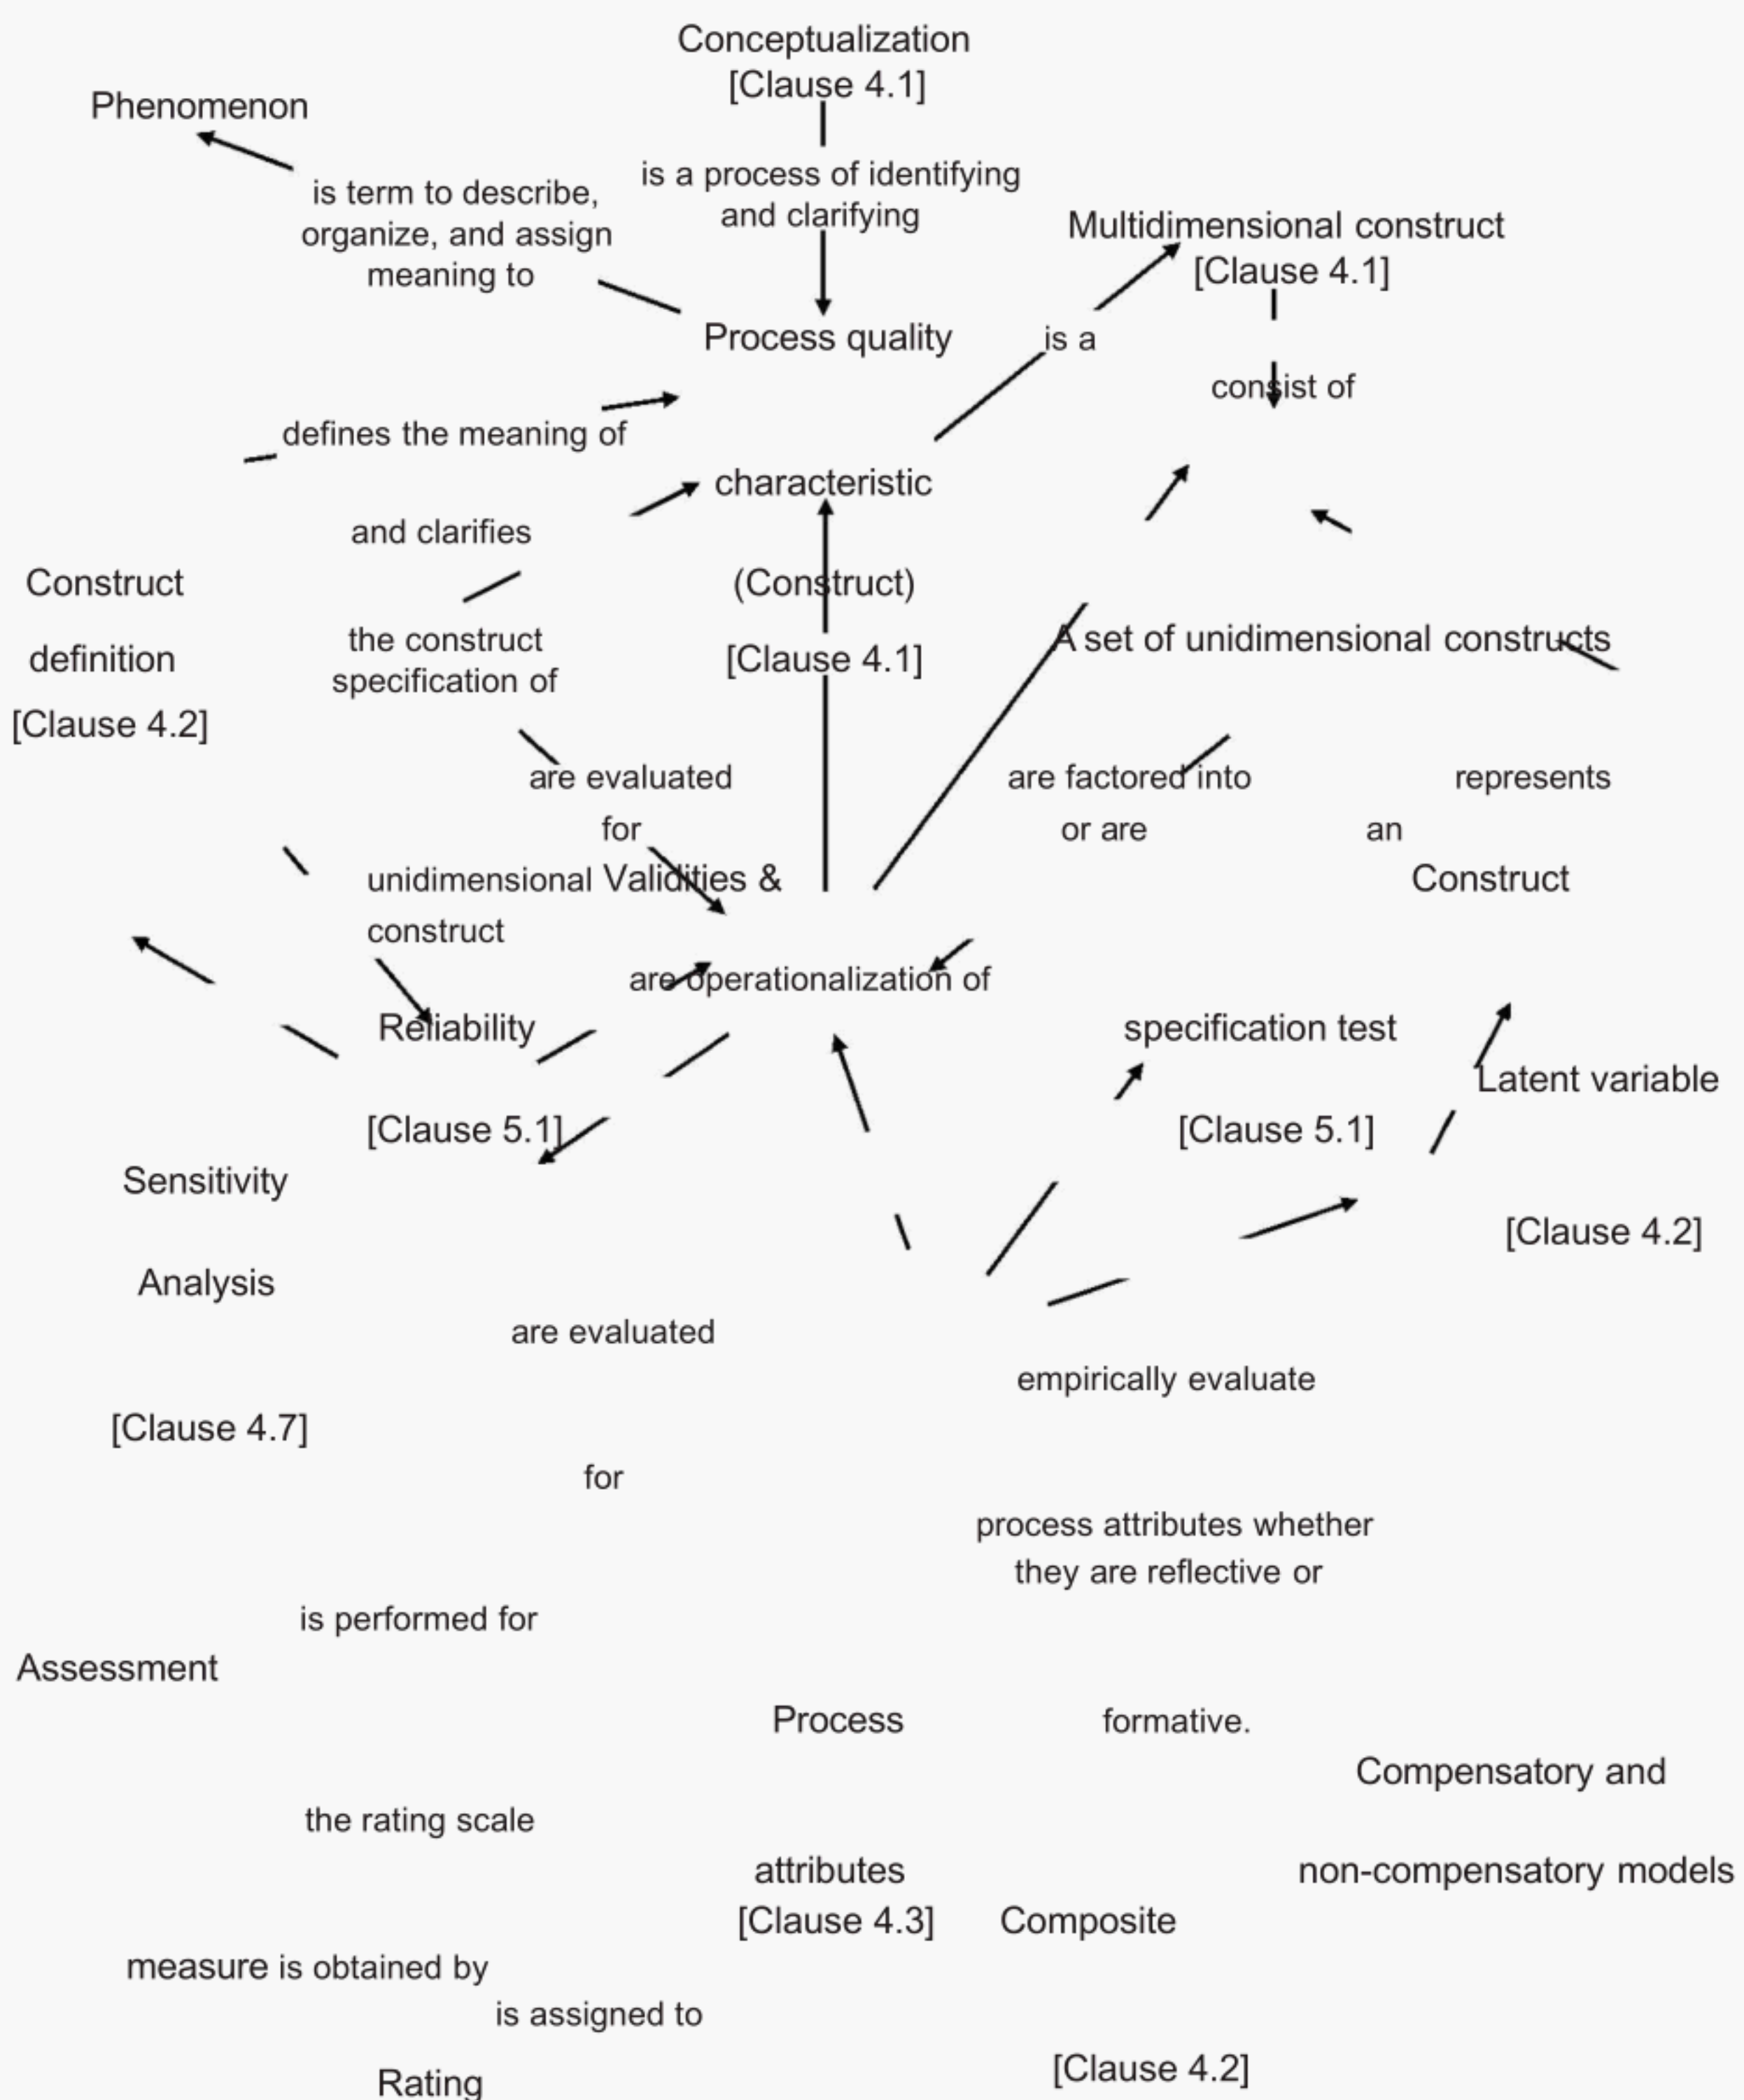 Conceptualization
[Clause 4.1]
Phenomenon
is a process of identifying
and clarifying
is term to describe,
organize, and assign
meaning to
Multidimensional construct
[Clause 4.1]
Process quality
is a
consist of
defines the meaning of
characteristic
and clarifies
Construct
(Construct)
the construct
specification of
A set of unidimensional constructs
definition
[Clause 4.1]
[Clause 4.2]
are evaluated
are factored into
represents
for
or are
an
unidimensional Validities &
Construct
construct
are operationalization of
Reliability
specification test
Latent variable
[Clause 5.1]
[Clause 5.1]
Sensitivity
[Clause 4.2]
Analysis
are evaluated
empirically evaluate
[Clause 4.7]
for
process attributes whether
they are reflective or
is performed for
Assessment
Process
formative.
Compensatory and
the rating scale
attributes
non-compensatory models
[Clause 4.3]
Composite
measure is obtained by
is assigned to
[Clause 4.2]
Rating